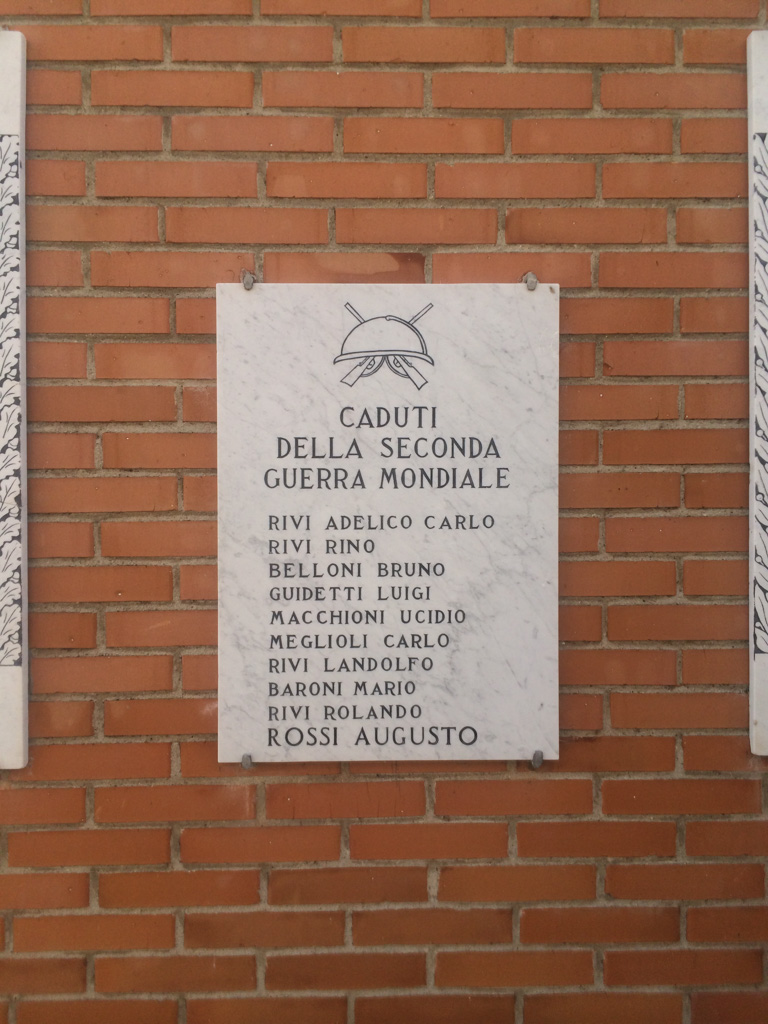 CADUTI
DELLA SECONDA
GUERRA MONDIALE
RIVI ADELICO CARLO
RIVI RINO
BELLONI BRUNO
GUIDETTI LUIGI
MACCHIONI UCIDIO
MEGLIOLI CARLO
RIVI LANDOLFO
BARONI MARIO
RIVI ROLANDO
ROSSI AUGUSTO